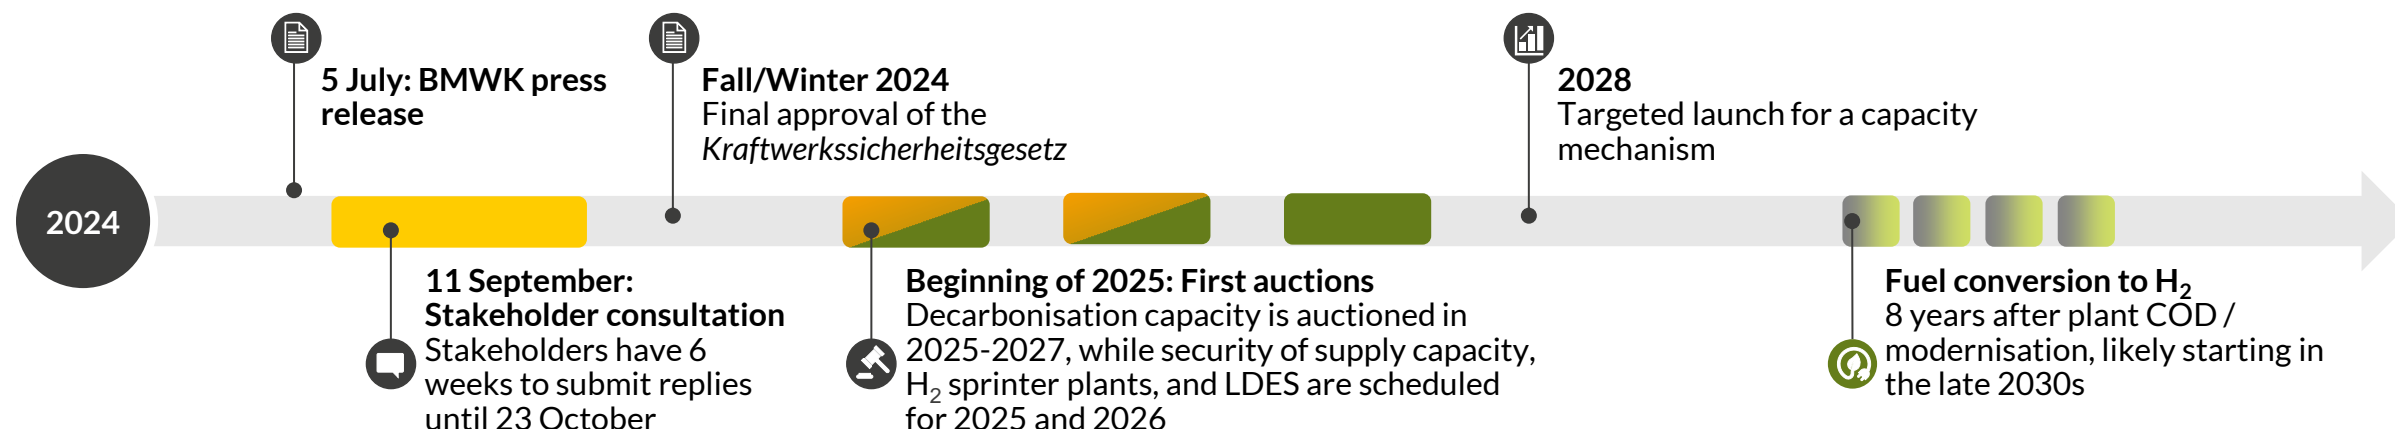 2024
5 July: BMWK press
release
11 September:
Stakeholder consultation
Stakeholders have 6
weeks to submit replies
until 23 October
Fall/Winter 2024
Final approval of the
Kraftwerkssicherheitsgesetz
Beginning of 2025: First auctions
Decarbonisation capacity is auctioned in
2025-2027, while security of supply capacity,
H₂ sprinter plants, and LDES are scheduled
for 2025 and 2026
2028
Targeted launch for a capacity
mechanism
Fuel conversion to H₂
8 years after plant COD /
modernisation, likely starting in
the late 2030s